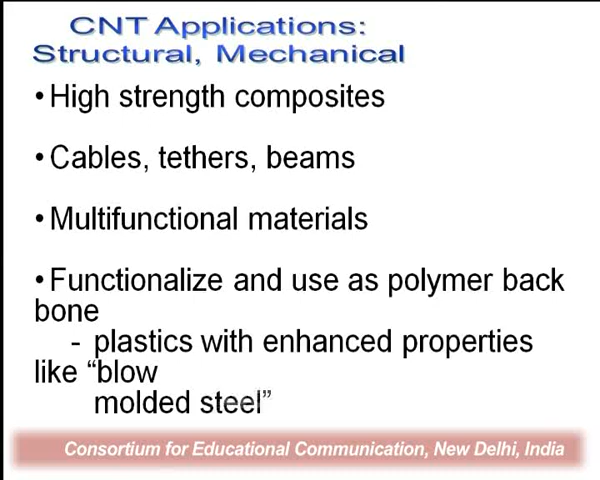 CNT Applications:
Structural, Mechanical
• High strength composites
• Cables, tethers, beams
• Multifunctional materials
• Functionalize and use as polymer back
bone
- plastics with enhanced properties
like “blow
molded steel”
Consortium for Educational Communication, New Delhi, India